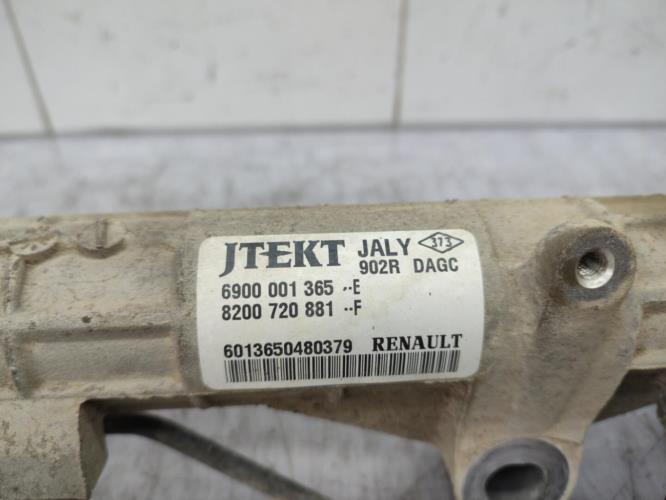 JTEKT JALY 373
902R DAGC
6900 001 365 --E
8200 720 881 --F
6013650480379 RENAULT